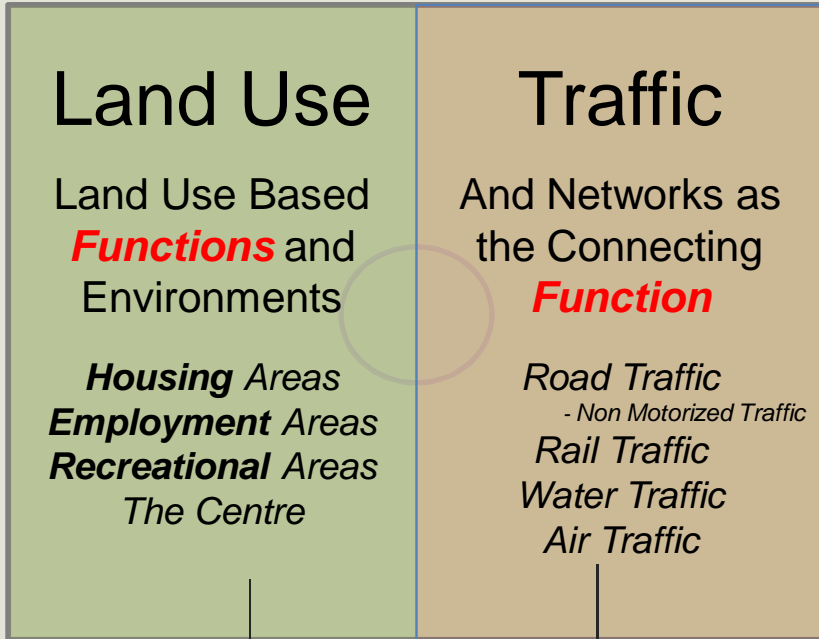 Land Use
Land Use Based
Functions and
Environments
Housing Areas
Employment Areas
Recreational Areas
The Centre
Traffic
And Networks as
the Connecting
Function
Road Traffic
- Non Motorized Traffic
Rail Traffic
Water Traffic
Air Traffic